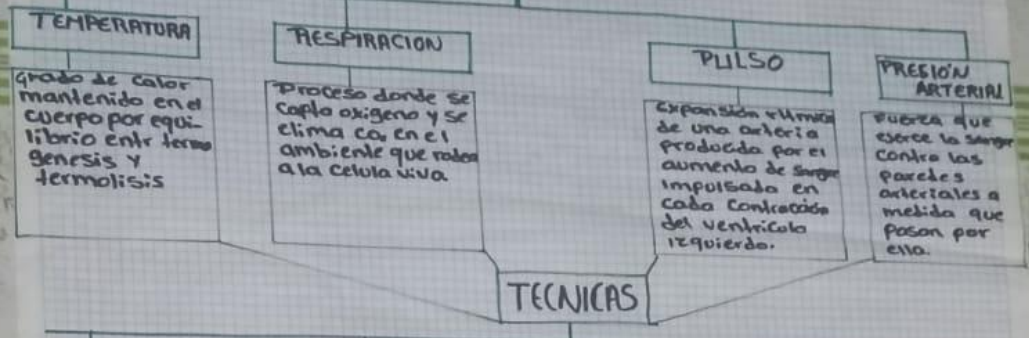 TEMPERATURA
grado de calor
mantenido en el
cuerpo por equi-
librio entr termo
genesis y
termolisis
RESPIRACION
Proceso donde se
capta oxigeno y se
elima co₂ en el
ambiente que rodea
a la celula viva.
PULSO
Expansión ritmica
de una arteria
producida por el
aumento de sangre
impulsada en
cada contracción
del ventrículo
izquierdo.
PRESIÓN
ARTERIAL
Fuerza que
ejerce la sangre
contra las
paredes
arteriales a
medida que
pasan por
ella.
TECNICAS